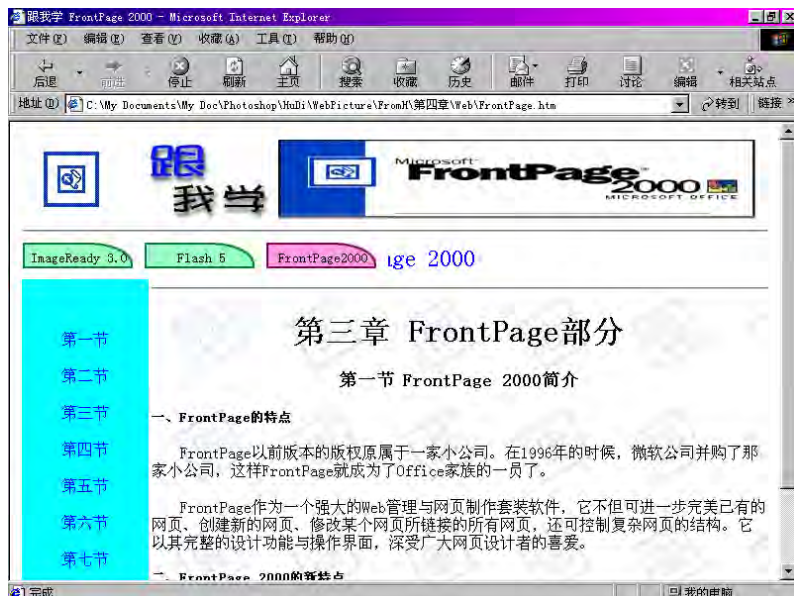 跟我学 FrontPage 2000 - Microsoft Internet Explorer
文件(F) 编辑(E) 查看(V) 收藏(A) 工具(T) 帮助(H)
后退 前进 停止 刷新 主页 搜索 收藏 历史 邮件 打印 讨论 编辑 相关站点
地址(D) C:\My Documents\My Doc\Photoshop\HuDi\WebPicture\FromH\第四章\Web\FrontPage.htm 转到 链接 »
跟
我学
Microsoft
FrontPage
2000
MICROSOFT OFFICE
ImageReady 3.0 Flash 5 FrontPage2000 age 2000
第一节
第二节
第三节
第四节
第五节
第六节
第七节
第三章 FrontPage部分
第一节 FrontPage 2000简介
一、FrontPage的特点
FrontPage以前版本的版权原属于一家小公司。在1996年的时候，微软公司并购了那
家小公司，这样FrontPage就成为了Office家族的一员了。
FrontPage作为一个强大的Web管理与网页制作套装软件，它不但可进一步完美已有的
网页、创建新的网页、修改某个网页所链接的所有网页，还可控制复杂网页的结构。它
以其完整的设计功能与操作界面，深受广大网页设计者的喜爱。
二、FrontPage 2000的新特点
完成 我的电脑